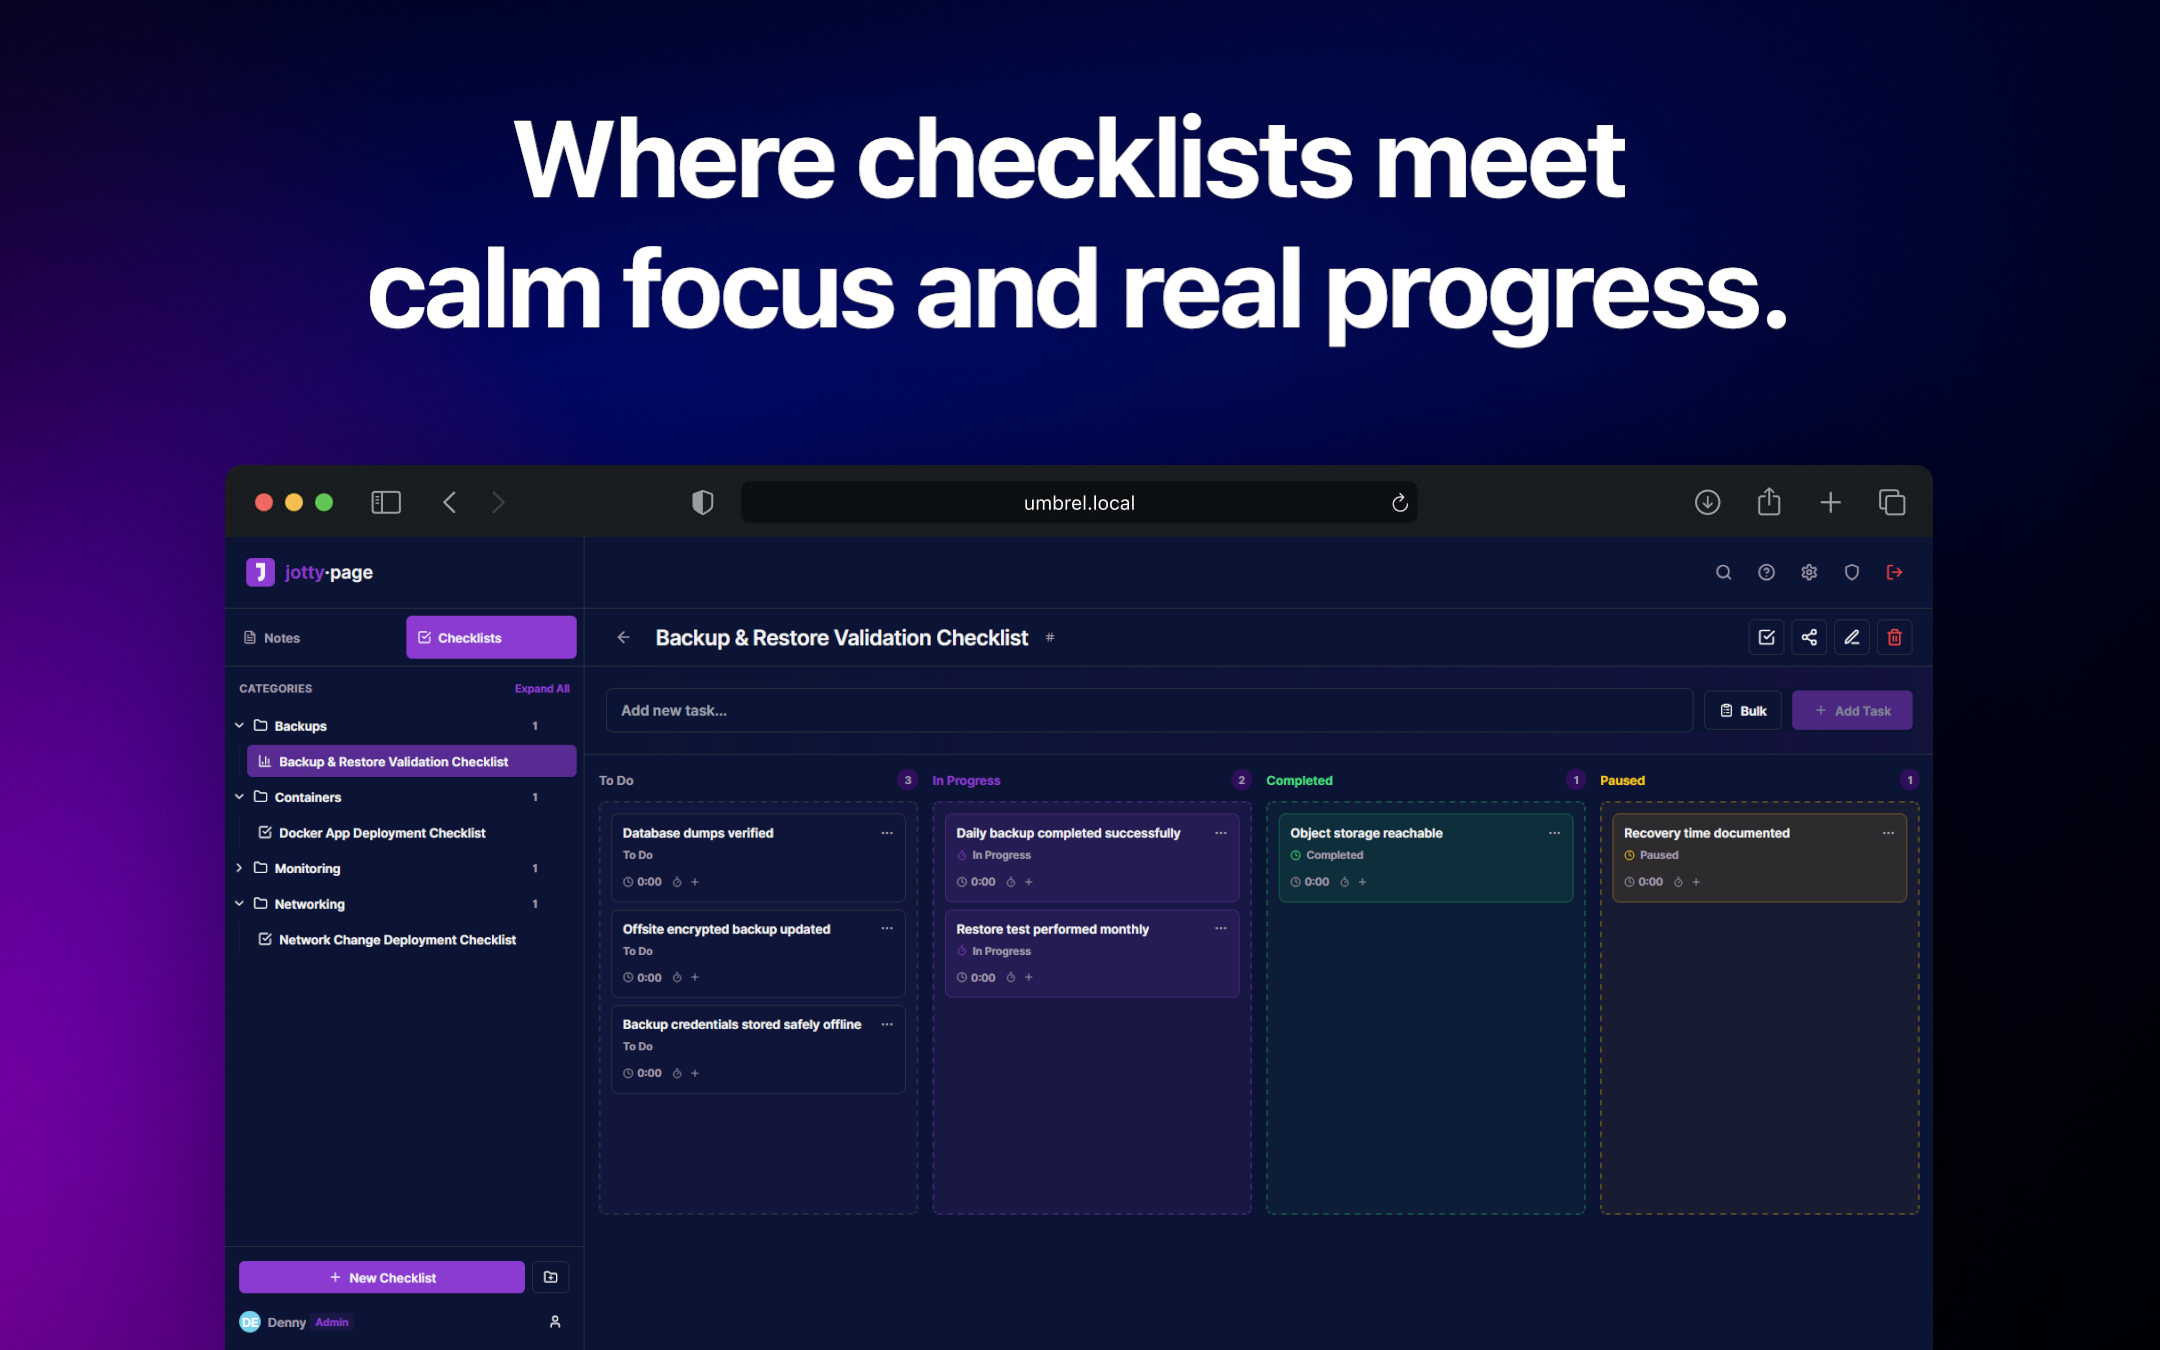 Where checklists meet
calm focus and real progress.
umbrel.local
jotty·page
Notes
Checklists
Backup & Restore Validation Checklist
#
CATEGORIES
Expand All
Add new task...
Bulk
+ Add Task
Backups
1
Backup & Restore Validation Checklist
Containers
1
Docker App Deployment Checklist
Monitoring
1
Networking
1
Network Change Deployment Checklist
To Do
3
Database dumps verified
To Do
0:00
Offsite encrypted backup updated
To Do
0:00
Backup credentials stored safely offline
To Do
0:00
In Progress
2
Daily backup completed successfully
In Progress
0:00
Restore test performed monthly
In Progress
0:00
Completed
1
Object storage reachable
Completed
0:00
Paused
1
Recovery time documented
Paused
0:00
+ New Checklist
DE
Denny
Admin